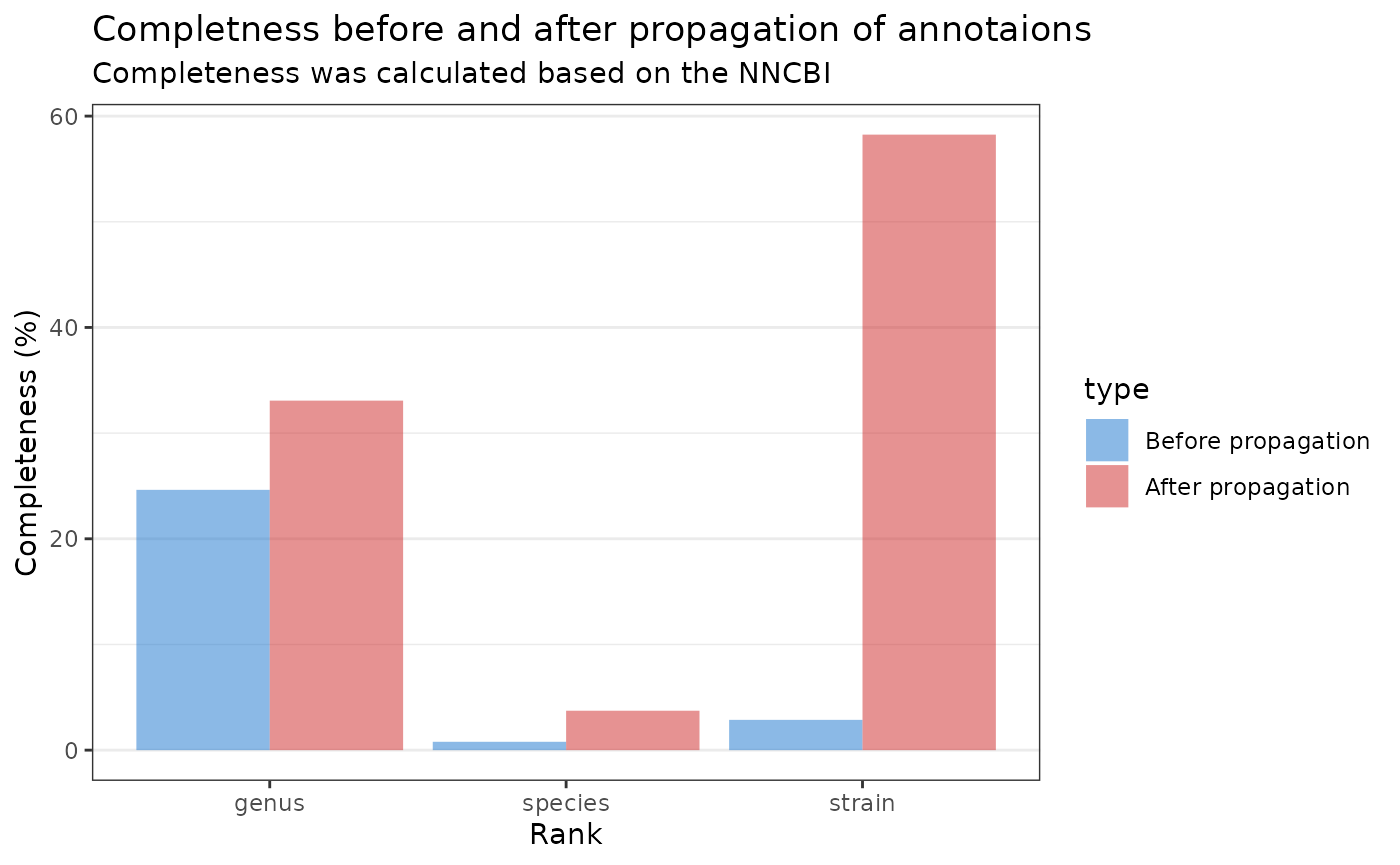 Completness before and after propagation of annotaions
Completeness was calculated based on the NNCBI
60
40
20
0
Completeness (%)
genus
species
strain
Rank
type
Before propagation
After propagation